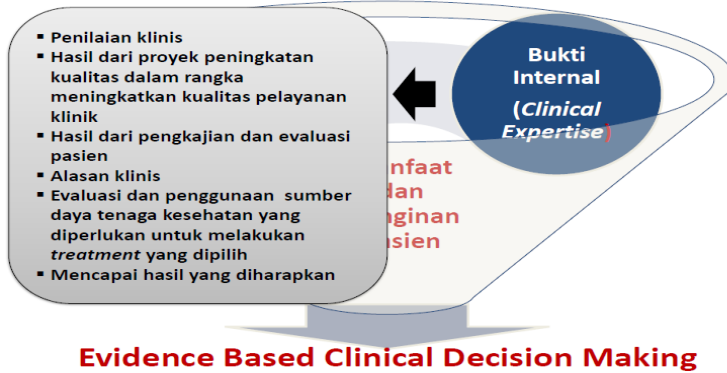 ▪ Penilaian klinis
▪ Hasil dari proyek peningkatan
kualitas dalam rangka
meningkatkan kualitas pelayanan
klinik
▪ Hasil dari pengkajian dan evaluasi
pasien
▪ Alasan klinis
▪ Evaluasi dan penggunaan sumber
daya tenaga kesehatan yang
diperlukan untuk melakukan
treatment yang dipilih
▪ Mencapai hasil yang diharapkan
Bukti
Internal
(Clinical
Expertise)
dan
Evidence Based Clinical Decision Making